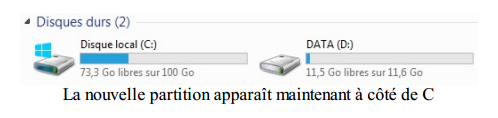 Disques durs (2)
Disque local (C:)
73,3 Go libres sur 100 Go
DATA (D:)
11,5 Go libres sur 11,6 Go
La nouvelle partition apparaît maintenant à côté de C